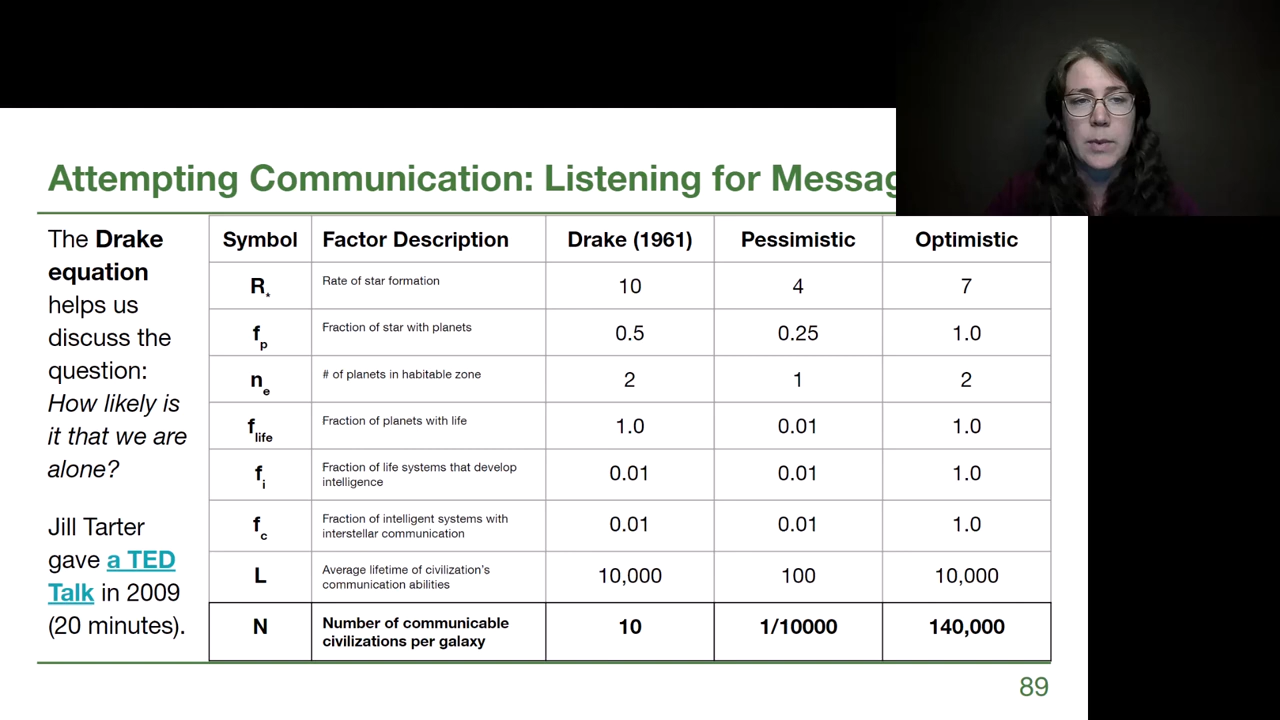 Attempting Communication: Listening for Messag
The Drake
equation
helps us
discuss the
question:
How likely is
it that we are
alone?
Jill Tarter
gave a TED
Talk in 2009
(20 minutes).
Symbol Factor Description Drake (1961) Pessimistic Optimistic
R* Rate of star formation 10 4 7
fp Fraction of star with planets 0.5 0.25 1.0
ne # of planets in habitable zone 2 1 2
flife Fraction of planets with life 1.0 0.01 1.0
fi Fraction of life systems that develop
intelligence 0.01 0.01 1.0
fc Fraction of intelligent systems with
interstellar communication 0.01 0.01 1.0
L Average lifetime of civilization's
communication abilities 10,000 100 10,000
N Number of communicable
civilizations per galaxy 10 1/10000 140,000
89